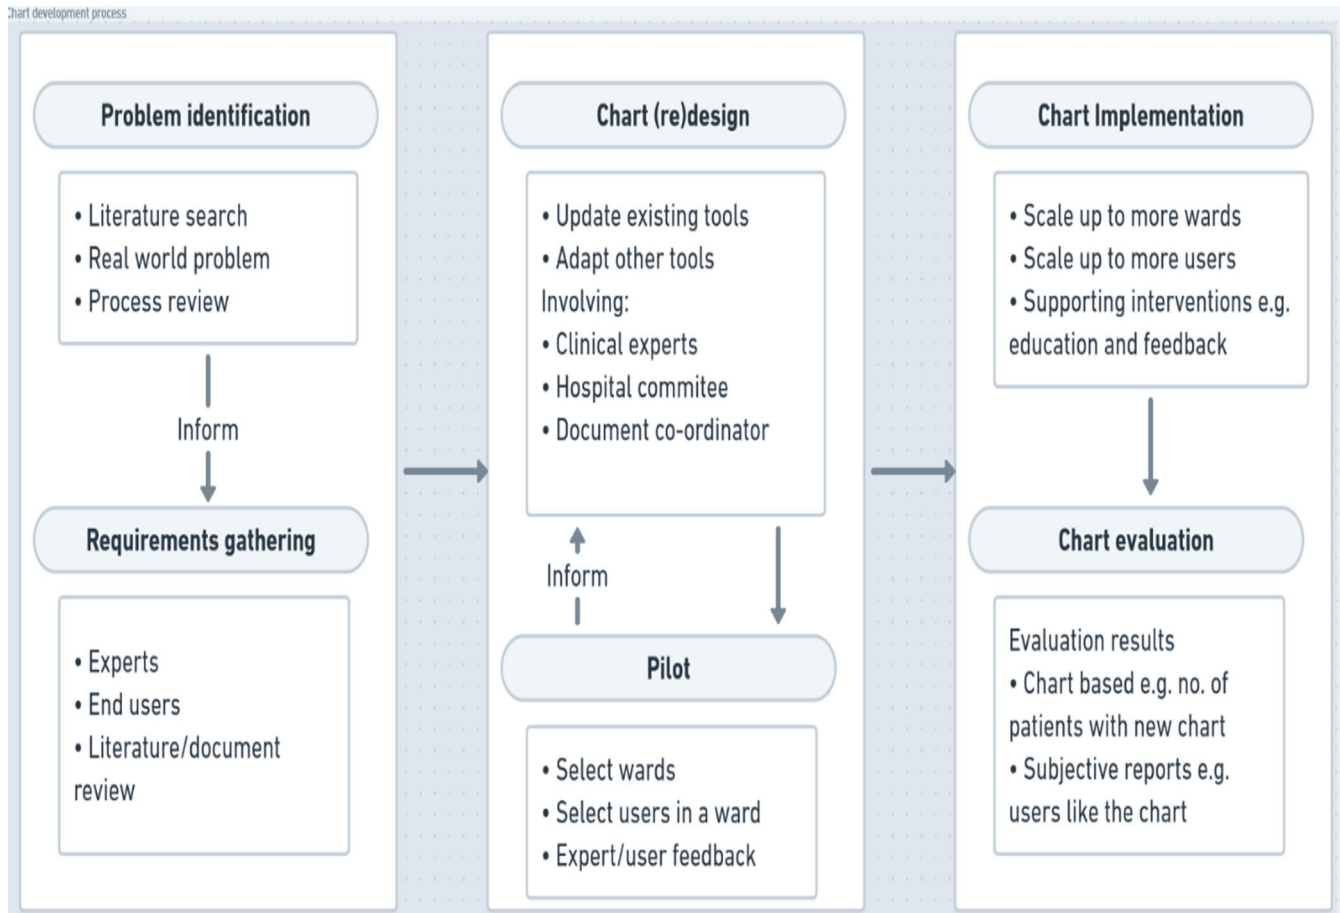 Chart development process
Problem identification
• Literature search
• Real world problem
• Process review
Inform
Requirements gathering
• Experts
• End users
• Literature/document
review
Chart (re)design
• Update existing tools
• Adapt other tools
Involving:
• Clinical experts
• Hospital commitee
• Document co-ordinator
Inform
Pilot
• Select wards
• Select users in a ward
• Expert/user feedback
Chart Implementation
• Scale up to more wards
• Scale up to more users
• Supporting interventions e.g.
education and feedback
Chart evaluation
Evaluation results
• Chart based e.g. no. of
patients with new chart
• Subjective reports e.g.
users like the chart